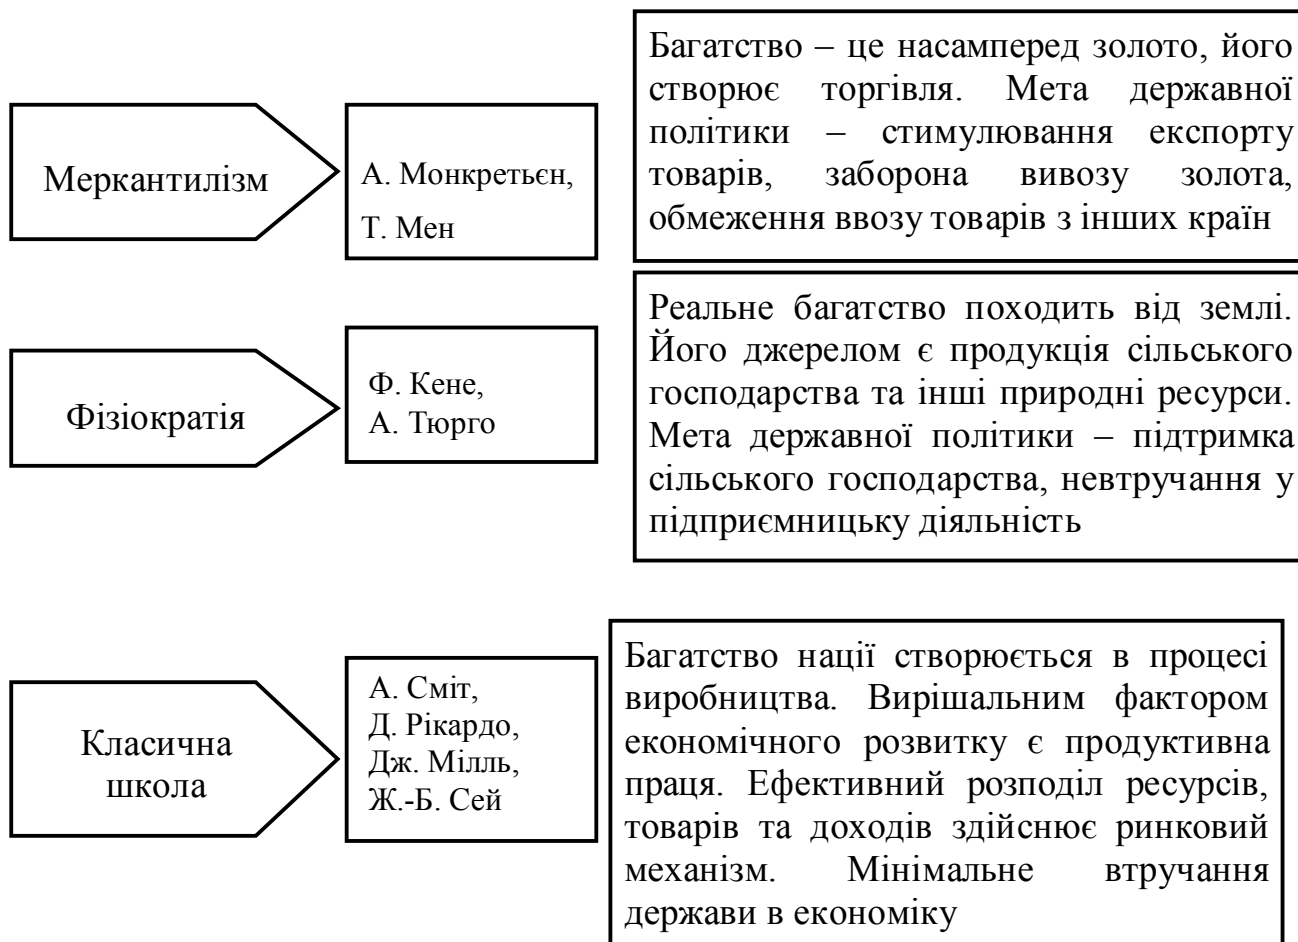 Меркантилізм
А. Монкретьєн,
Т. Мен
Багатство – це насамперед золото, його
створює торгівля. Мета державної
політики – стимулювання експорту
товарів, заборона вивозу золота,
обмеження ввозу товарів з інших країн
Фізіократія
Ф. Кене,
А. Тюрго
Реальне багатство походить від землі.
Його джерелом є продукція сільського
господарства та інші природні ресурси.
Мета державної політики – підтримка
сільського господарства, невтручання у
підприємницьку діяльність
Класична
школа
А. Сміт,
Д. Рікардо,
Дж. Мілль,
Ж.-Б. Сей
Багатство нації створюється в процесі
виробництва. Вирішальним фактором
економічного розвитку є продуктивна
праця. Ефективний розподіл ресурсів,
товарів та доходів здійснює ринковий
механізм. Мінімальне втручання
держави в економіку